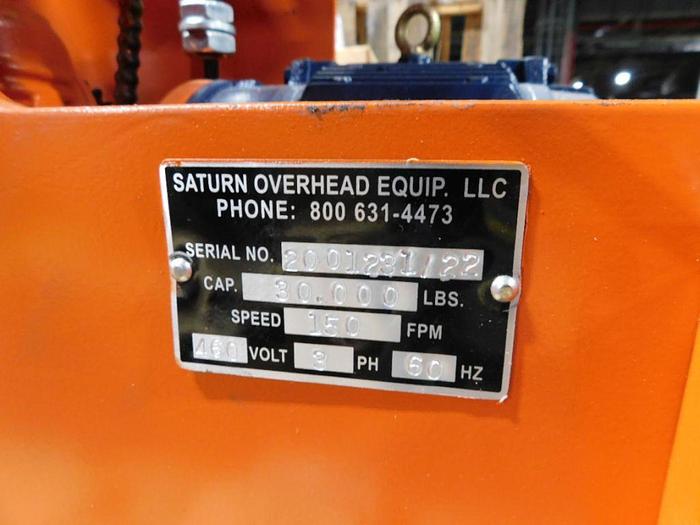 SATURN OVERHEAD EQUIP. LLC
PHONE: 800 631-4473
SERIAL NO. 2001231/22
CAP. 30.000 LBS.
SPEED 150 FPM
460 VOLT 3 PH 60 HZ